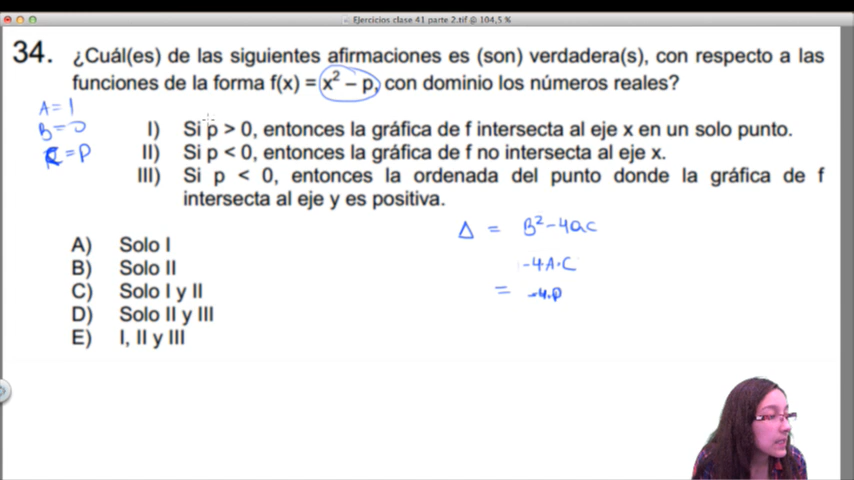 Ejercicios clase 41 parte 2.tif @ 104,5 %
34. ¿Cuál(es) de las siguientes afirmaciones es (son) verdadera(s), con respecto a las
funciones de la forma f(x) = x² – p, con dominio los números reales?
A = 1
B = 0
C = p
I) Si p > 0, entonces la gráfica de f intersecta al eje x en un solo punto.
II) Si p < 0, entonces la gráfica de f no intersecta al eje x.
III) Si p < 0, entonces la ordenada del punto donde la gráfica de f
intersecta al eje y es positiva.
Δ = B² - 4ac
-4·A·C
= -4·p
A) Solo I
B) Solo II
C) Solo I y II
D) Solo II y III
E) I, II y III